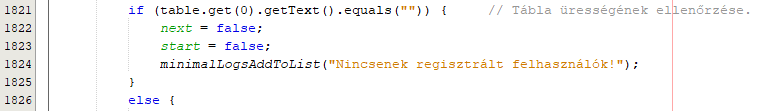 1821 if (table.get(0).getText().equals("")) { // Tábla ürességének ellenőrzése.
1822 next = false;
1823 start = false;
1824 minimalLogsAddToList("Nincsenek regisztrált felhasználók!");
1825 }
1826 else {